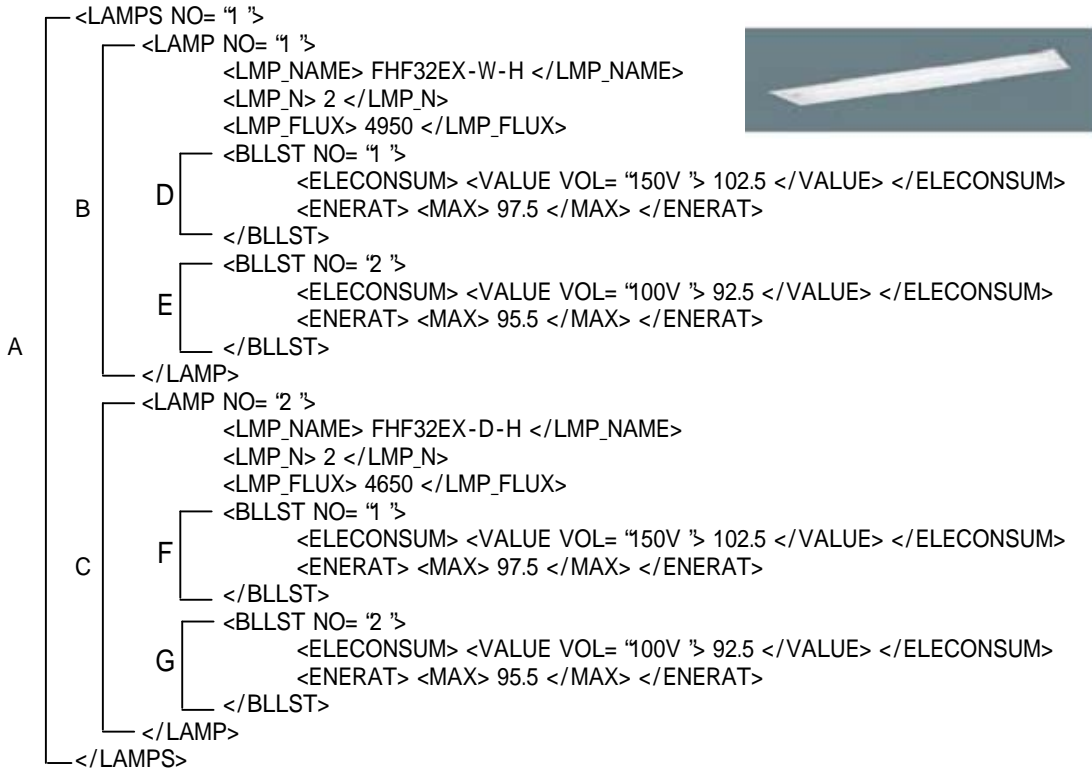 <LAMPS NO= “1 ”>
<LAMP NO= “1 ”>
<LMP_NAME> FHF32EX-W-H </LMP_NAME>
<LMP_N> 2 </LMP_N>
<LMP_FLUX> 4950 </LMP_FLUX>
<BLLST NO= “1 ”>
D
<ELECONSUM> <VALUE VOL= “150V ”> 102.5 </VALUE> </ELECONSUM>
B
<ENERAT> <MAX> 97.5 </MAX> </ENERAT>
</BLLST>
<BLLST NO= “2 ”>
<ELECONSUM> <VALUE VOL= “100V ”> 92.5 </VALUE> </ELECONSUM>
E
<ENERAT> <MAX> 95.5 </MAX> </ENERAT>
A
</BLLST>
</LAMP>
<LAMP NO= “2 ”>
<LMP_NAME> FHF32EX-D-H </LMP_NAME>
<LMP_N> 2 </LMP_N>
<LMP_FLUX> 4650 </LMP_FLUX>
<BLLST NO= “1 ”>
F
<ELECONSUM> <VALUE VOL= “150V ”> 102.5 </VALUE> </ELECONSUM>
C
<ENERAT> <MAX> 97.5 </MAX> </ENERAT>
</BLLST>
<BLLST NO= “2 ”>
<ELECONSUM> <VALUE VOL= “100V ”> 92.5 </VALUE> </ELECONSUM>
G
<ENERAT> <MAX> 95.5 </MAX> </ENERAT>
</BLLST>
</LAMP>
</LAMPS>